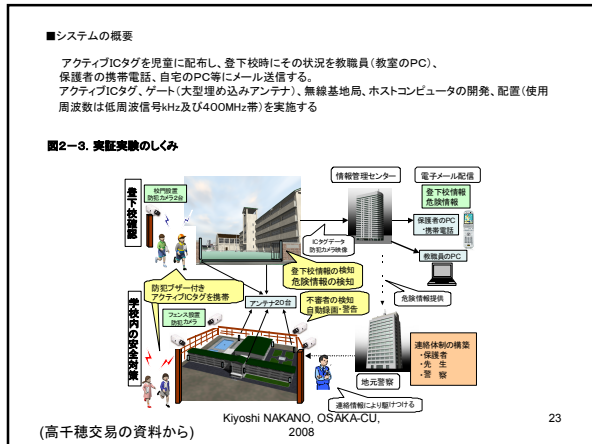 ■システムの概要
アクティブICタグを児童に配布し、登下校時にその状況を教職員(教室のPC)、
保護者の携帯電話、自宅のPC等にメール送信する。
アクティブICタグ、ゲート(大型埋め込みアンテナ)、無線基地局、ホストコンピュータの開発、配置(使用
周波数は低周波信号kHz及び400MHz帯)を実施する
図2-3. 実証実験のしくみ
情報管理センター
電子メール配信
登下校確認
校門設置
防犯カメラ2台
登下校情報
危険情報
保護者のPC
・携帯電話
ICタグデータ
防犯カメラ映像
教職員のPC
登下校情報の検知
危険情報の検知
防犯ブザー付き
アクティブICタグを携帯
アンテナ20台
不審者の検知
自動録画・警告
危険情報提供
学校内の安全対策
フェンス設置
防犯カメラ
連絡体制の構築
・保護者
・先 生
・警 察
地元警察
連絡情報により駆けつける
(高千穂交易の資料から)
Kiyoshi NAKANO, OSAKA-CU,
2008
23